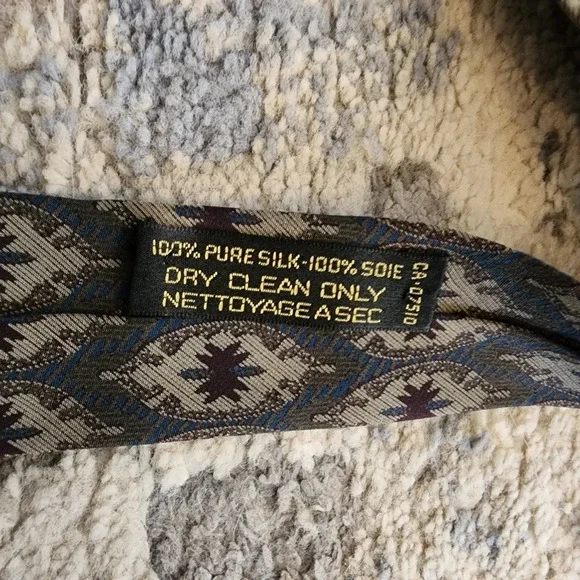 100% PURE SILK-100% SOIE
DRY CLEAN ONLY
NETTOYAGE A SEC
CA-07510